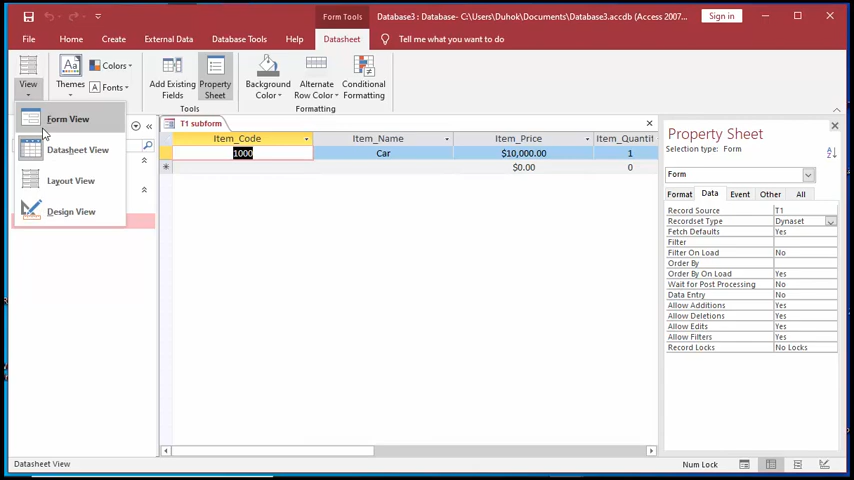 Form Tools
Database3 : Database- C:\Users\Duhok\Documents\Database3.accdb (Access 2007...
Sign in
File
Home
Create
External Data
Database Tools
Help
Datasheet
Tell me what you want to do
View
Themes
Colors
Fonts
Add Existing Fields
Property Sheet
Tools
Background Color
Alternate Row Color
Conditional Formatting
Formatting
Form View
Datasheet View
Layout View
Design View
T1 subform
Item_Code Item_Name Item_Price Item_Quantit
1000 Car $10,000.00 1
$0.00 0
Property Sheet
Selection type: Form
Form
Format Data Event Other All
Record Source T1
Recordset Type Dynaset
Fetch Defaults Yes
Filter
Filter On Load No
Order By
Order By On Load Yes
Wait for Post Processing No
Data Entry No
Allow Additions Yes
Allow Deletions Yes
Allow Edits Yes
Allow Filters Yes
Record Locks No Locks
Datasheet View
Num Lock